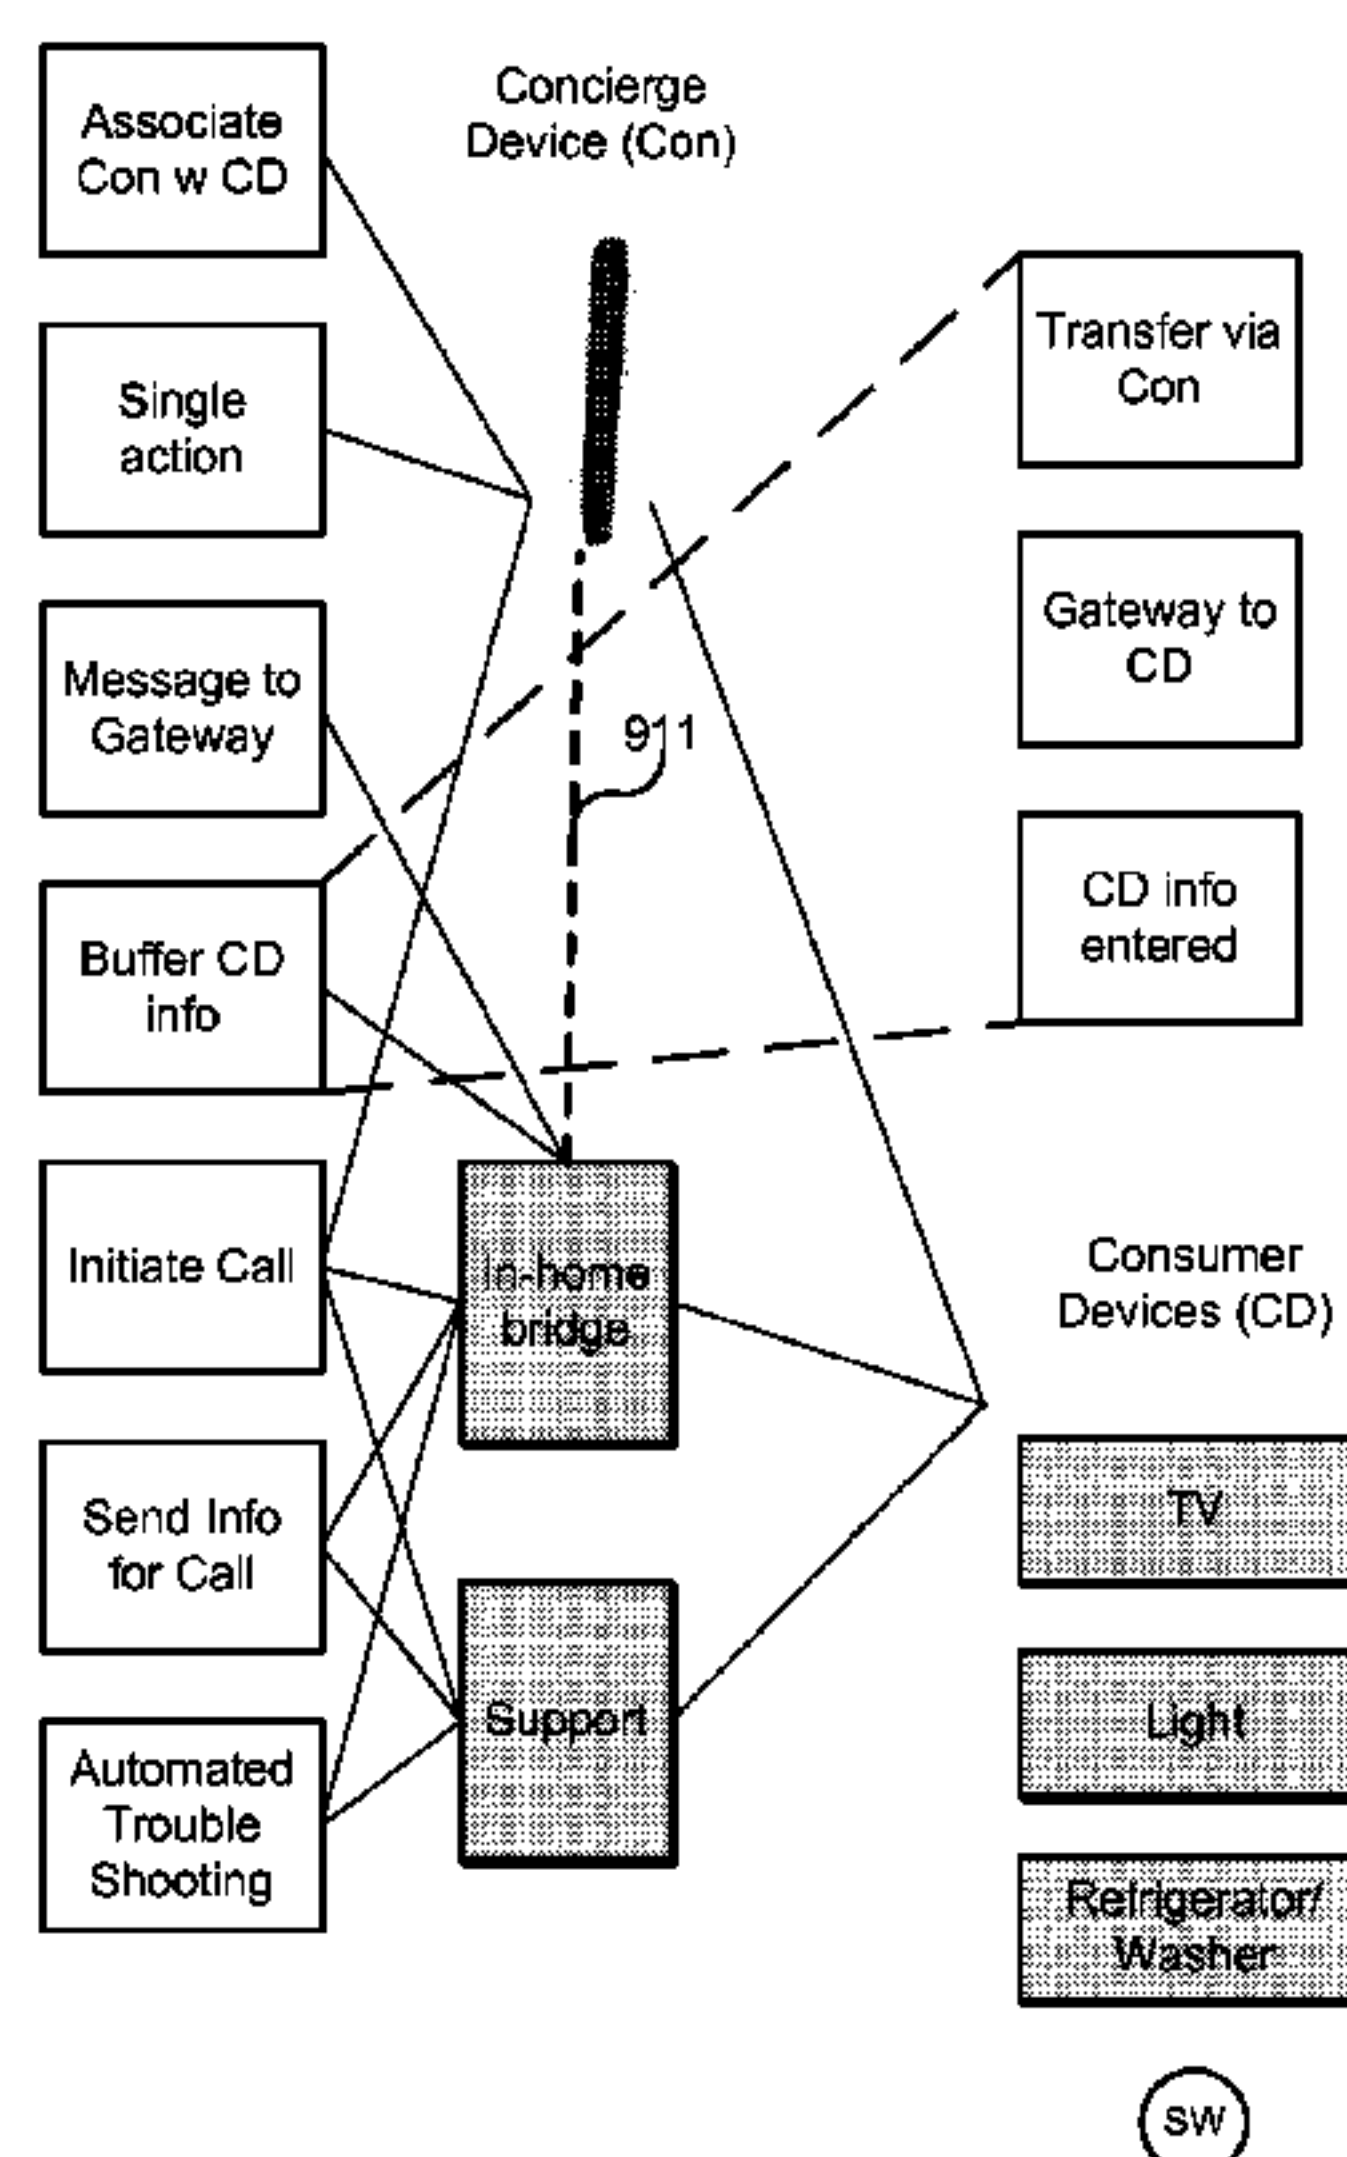 Associate
Con w CD
Single
action
Message to
Gateway
Buffer CD
info
Initiate Call
Send Info
for Call
Automated
Trouble
Shooting
Concierge
Device (Con)
911
In-home
bridge
Support
Transfer via
Con
Gateway to
CD
CD info
entered
Consumer
Devices (CD)
TV
Light
Refrigerator/
Washer
SW